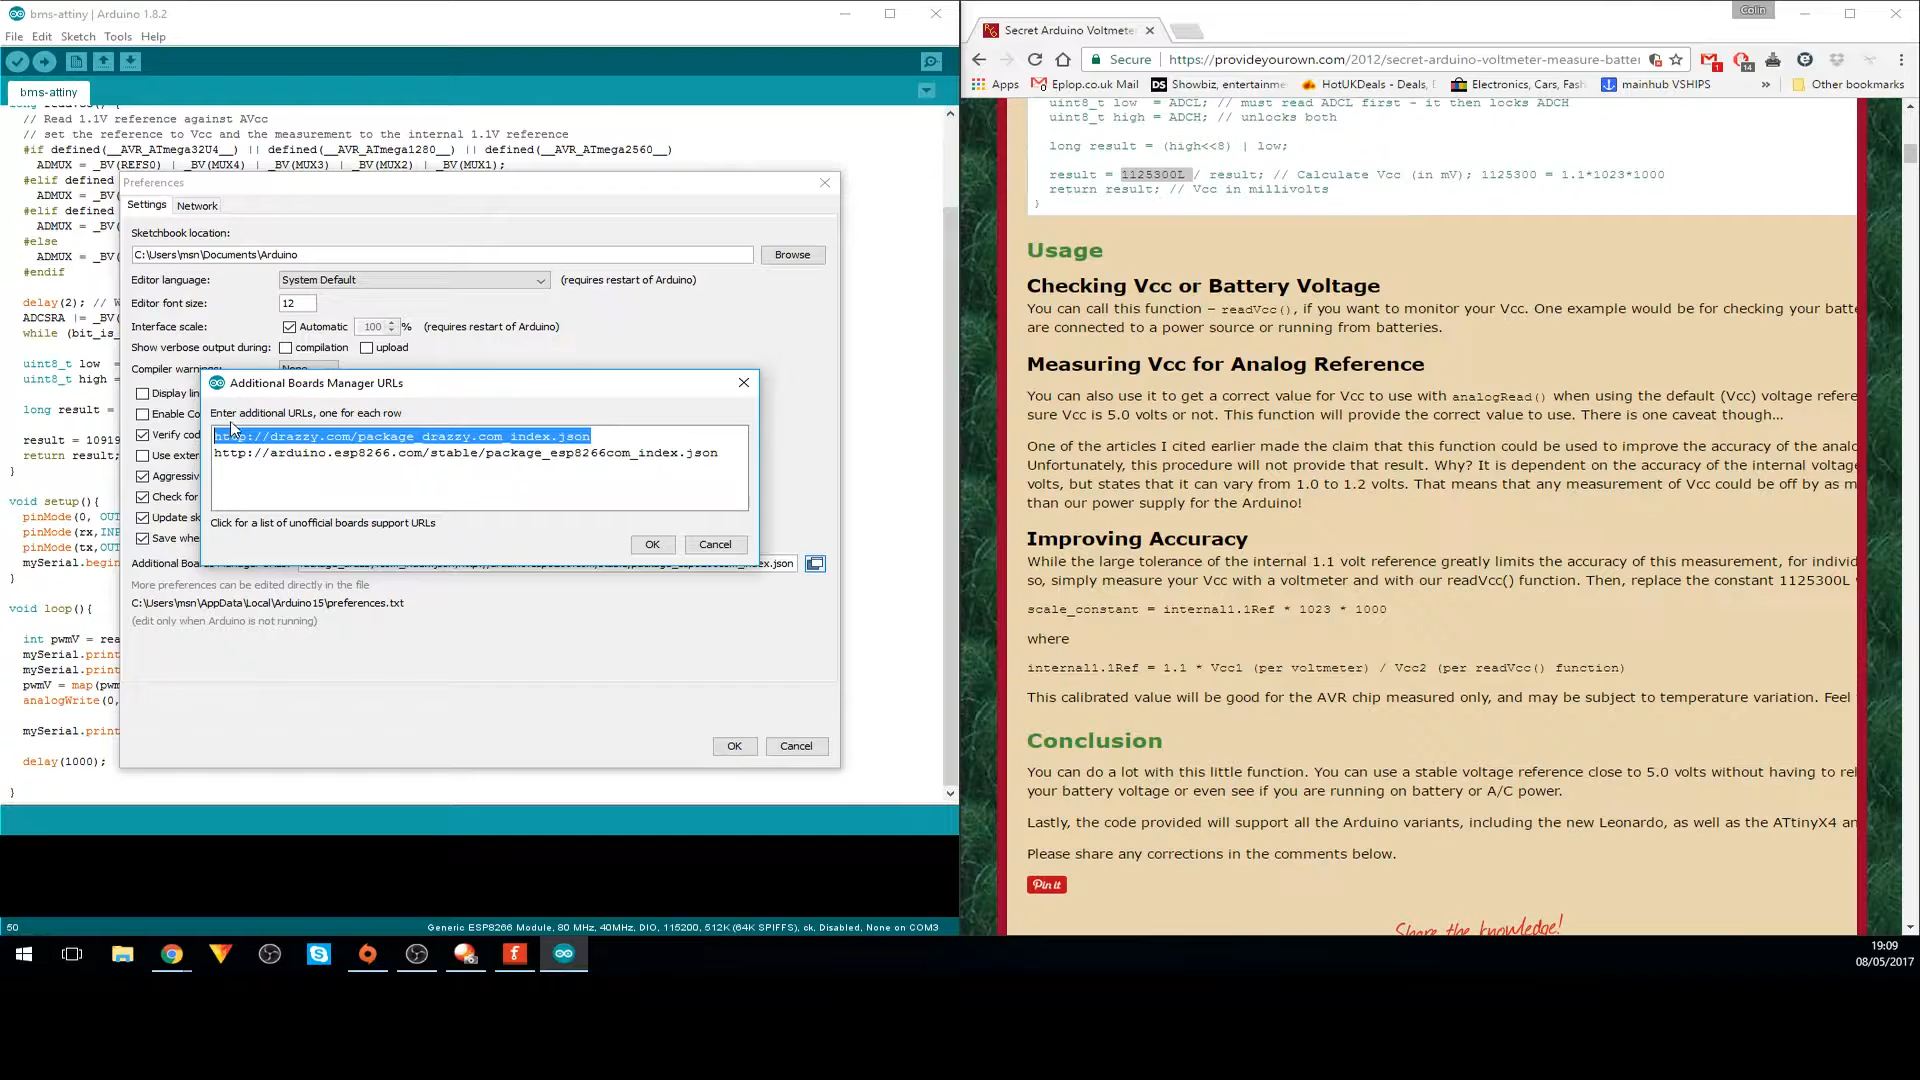 bms-attiny | Arduino 1.8.2
File Edit Sketch Tools Help
bms-attiny
// Read 1.1V reference against AVcc
// set the reference to Vcc and the measurement to the internal 1.1V reference
#if defined(__AVR_ATmega32U4__) || defined(__AVR_ATmega1280__) || defined(__AVR_ATmega2560__)
ADMUX = _BV(REFS0) | _BV(MUX4) | _BV(MUX3) | _BV(MUX2) | _BV(MUX1);
#elif defined
ADMUX = _BV
#elif defined
ADMUX = _BV
#else
ADMUX = _BV
#endif
delay(2); // W
ADCSRA |= _BV(
while (bit_is_
uint8_t low =
uint8_t high =
long result =
result = 10919
return result;
}
void setup(){
pinMode(0, OUT
pinMode(rx,INP
pinMode(tx,OUT
mySerial.begin
}
void loop(){
int pwmV = rea
mySerial.print
mySerial.print
pwmV = map(pwm
analogWrite(0,
mySerial.print
delay(1000);
}
Preferences
Settings Network
Sketchbook location:
C:\Users\msn\Documents\Arduino
Browse
Editor language: System Default (requires restart of Arduino)
Editor font size: 12
Interface scale: Automatic 100 % (requires restart of Arduino)
Show verbose output during: compilation upload
Compiler warnings: None
Display lin
Enable Co
Verify cod
Use exter
Aggressiv
Check for
Update sk
Save whe
Additional Boards Manager URLs
Enter additional URLs, one for each row
http://drazzy.com/package_drazzy.com_index.json
http://arduino.esp8266.com/stable/package_esp8266com_index.json
Click for a list of unofficial boards support URLs
OK Cancel
More preferences can be edited directly in the file
C:\Users\msn\AppData\Local\Arduino15\preferences.txt
(edit only when Arduino is not running)
OK Cancel
50 Generic ESP8266 Module, 80 MHz, 40MHz, DIO, 115200, 512K (64K SPIFFS), ck, Disabled, None on COM3
Colin
Secret Arduino Voltmete
Secure https://provideyourown.com/2012/secret-arduino-voltmeter-measure-batter
Apps Eplop.co.uk Mail Showbiz, entertainme HotUKDeals - Deals, Electronics, Cars, Fash mainhub VSHIPS » Other bookmarks
uint8_t low = ADCL; // must read ADCL first - it then locks ADCH
uint8_t high = ADCH; // unlocks both
long result = (high<<8) | low;
result = 1125300L / result; // Calculate Vcc (in mV); 1125300 = 1.1*1023*1000
return result; // Vcc in millivolts
}
Usage
Checking Vcc or Battery Voltage
You can call this function – readVcc(), if you want to monitor your Vcc. One example would be for checking your batte
are connected to a power source or running from batteries.
Measuring Vcc for Analog Reference
You can also use it to get a correct value for Vcc to use with analogRead() when using the default (Vcc) voltage refere
sure Vcc is 5.0 volts or not. This function will provide the correct value to use. There is one caveat though…
One of the articles I cited earlier made the claim that this function could be used to improve the accuracy of the analo
Unfortunately, this procedure will not provide that result. Why? It is dependent on the accuracy of the internal voltage
volts, but states that it can vary from 1.0 to 1.2 volts. That means that any measurement of Vcc could be off by as m
than our power supply for the Arduino!
Improving Accuracy
While the large tolerance of the internal 1.1 volt reference greatly limits the accuracy of this measurement, for individ
so, simply measure your Vcc with a voltmeter and with our readVcc() function. Then, replace the constant 1125300L
scale_constant = internal1.1Ref * 1023 * 1000
where
internal1.1Ref = 1.1 * Vcc1 (per voltmeter) / Vcc2 (per readVcc() function)
This calibrated value will be good for the AVR chip measured only, and may be subject to temperature variation. Feel
Conclusion
You can do a lot with this little function. You can use a stable voltage reference close to 5.0 volts without having to rel
your battery voltage or even see if you are running on battery or A/C power.
Lastly, the code provided will support all the Arduino variants, including the new Leonardo, as well as the ATtinyX4 an
Please share any corrections in the comments below.
Pin it
Share the knowledge!
19:09
08/05/2017